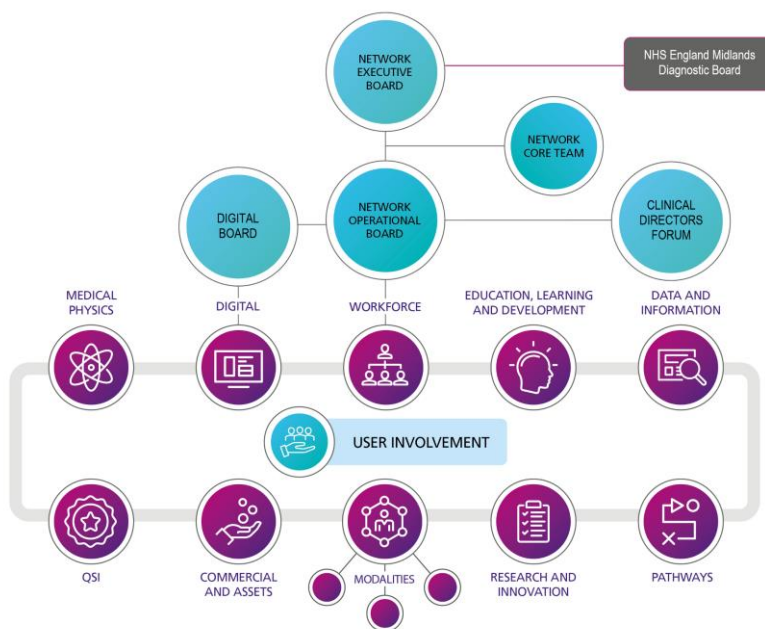 NETWORK
EXECUTIVE
BOARD
NHS England Midlands
Diagnostic Board
NETWORK
CORE TEAM
DIGITAL
BOARD
NETWORK
OPERATIONAL
BOARD
CLINICAL
DIRECTORS
FORUM
MEDICAL
PHYSICS
DIGITAL
WORKFORCE
EDUCATION, LEARNING
AND DEVELOPMENT
DATA AND
INFORMATION
USER INVOLVEMENT
QSI
COMMERCIAL
AND ASSETS
MODALITIES
RESEARCH AND
INNOVATION
PATHWAYS